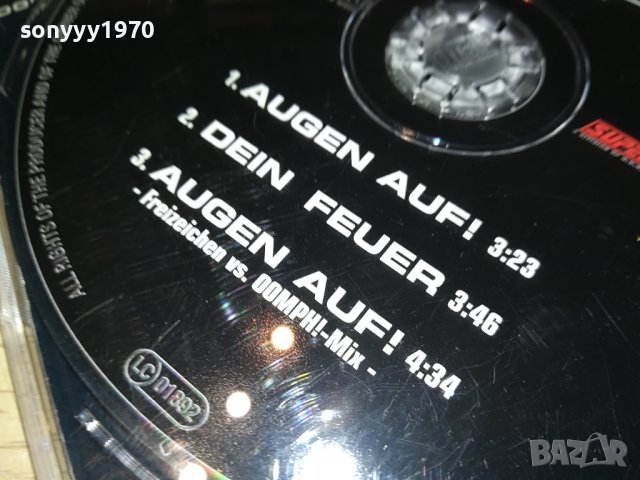 sonyyy1970
1. AUGEN AUF! 3:23
2. DEIN FEUER 3:46
3. AUGEN AUF!
- Freizeichen vs. OOMPH!-Mix - 4:34
ALL RIGHTS OF THE PRODUCER AND OF
LC 01892
BAZAR